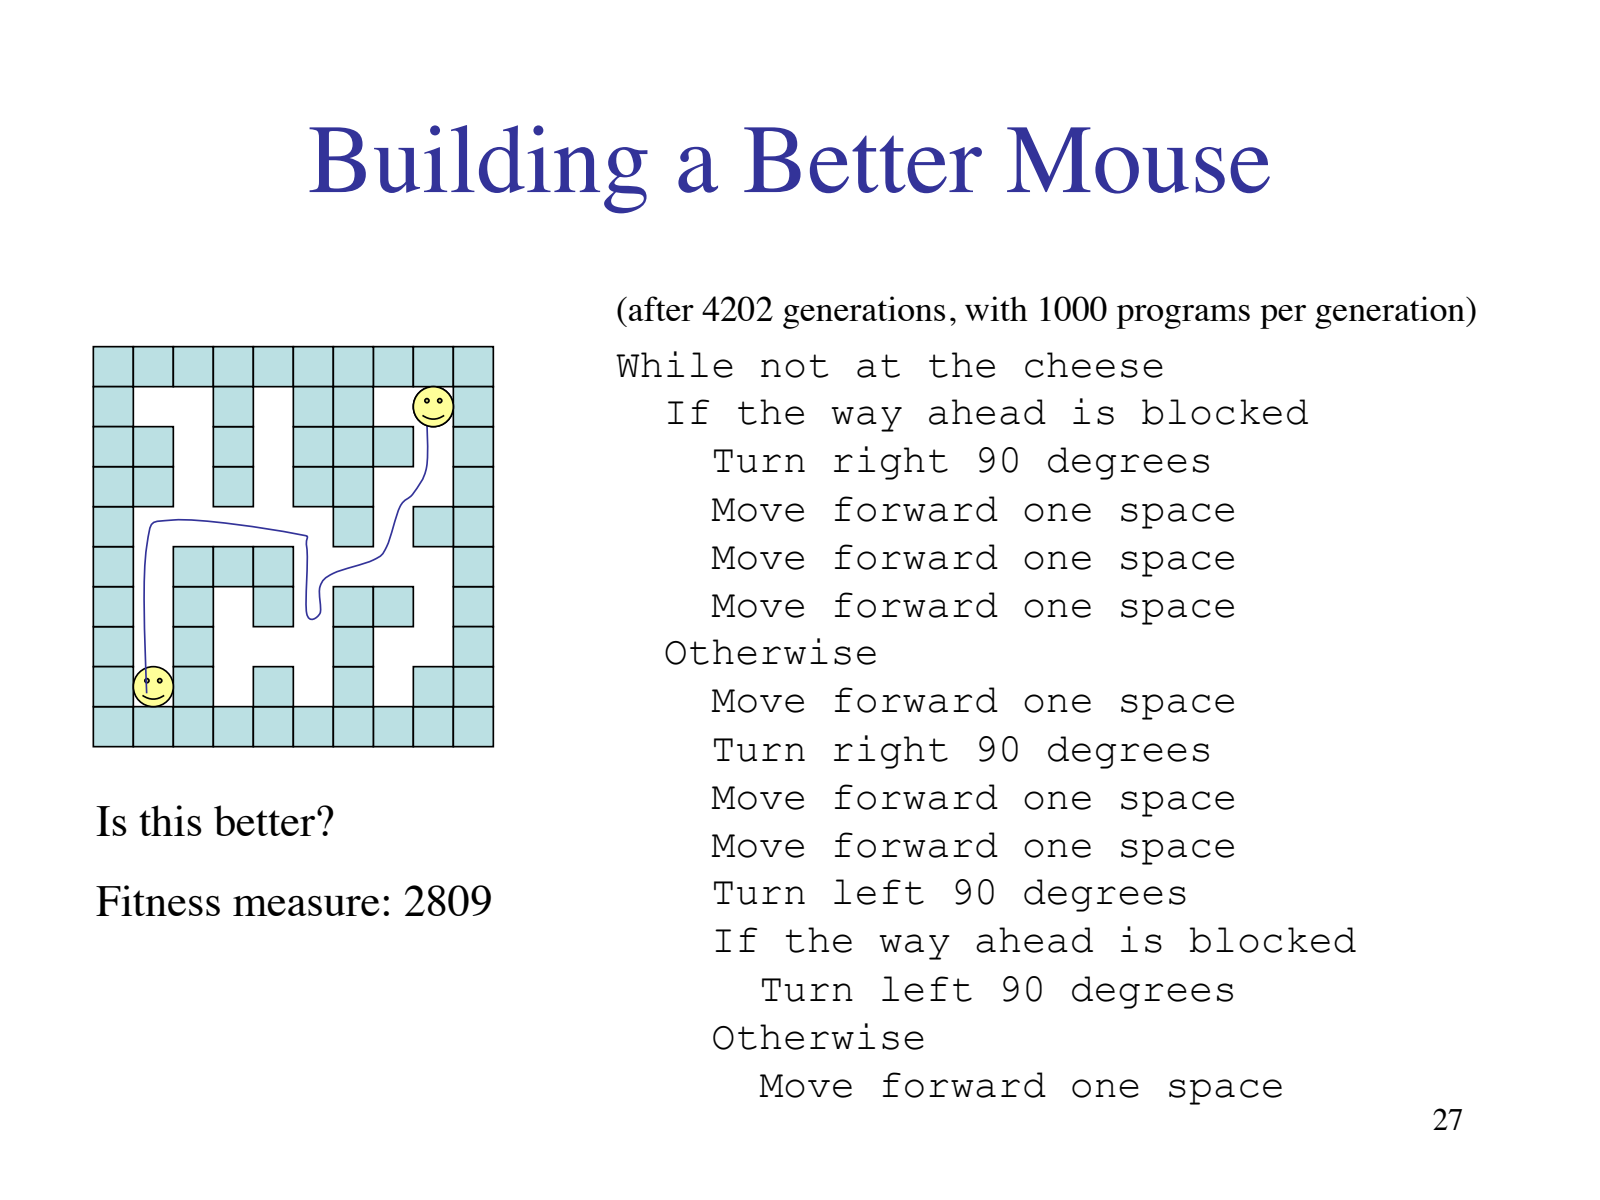 Building a Better Mouse
(after 4202 generations, with 1000 programs per generation)
While not at the cheese
If the way ahead is blocked
Turn right 90 degrees
Move forward one space
Move forward one space
Move forward one space
Otherwise
Move forward one space
Turn right 90 degrees
Move forward one space
Move forward one space
Turn left 90 degrees
If the way ahead is blocked
Turn left 90 degrees
Otherwise
Move forward one space
Is this better?
Fitness measure: 2809
27